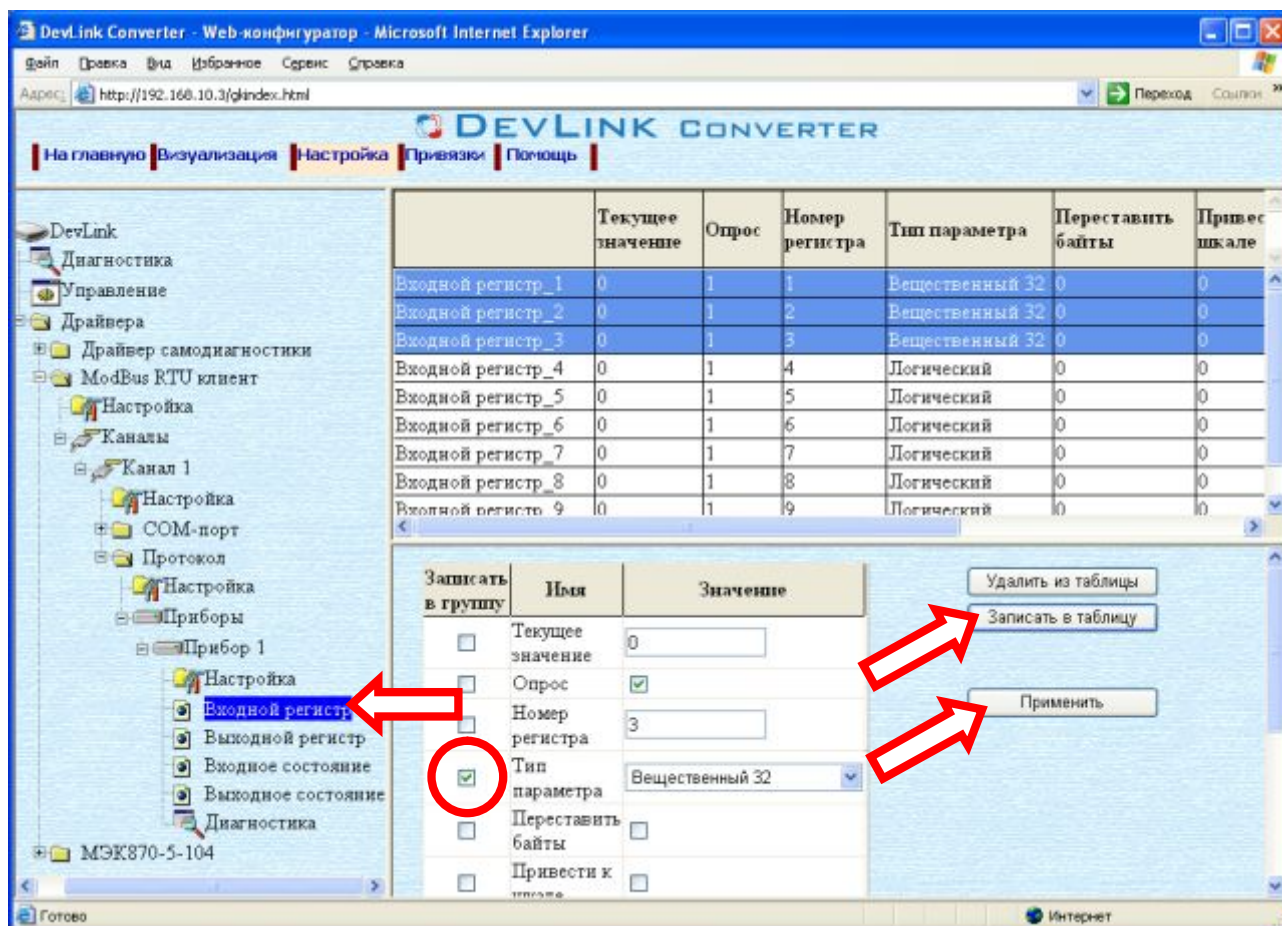 DevLink Converter - Web-конфигуратор - Microsoft Internet Explorer
Файл Правка Вид Избранное Сервис Справка
Адрес: http://192.168.10.3/gkindex.html Переход Ссылки »
DEVLINK CONVERTER
На главную Визуализация Настройка Привязки Помощь
DevLink
Диагностика
Управление
Драйвера
Драйвер самодиагностики
ModBus RTU клиент
Настройка
Каналы
Канал 1
Настройка
COM-порт
Протокол
Настройка
Приборы
Прибор 1
Настройка
Входной регистр
Выходной регистр
Входное состояние
Выходное состояние
Диагностика
МЭК870-5-104
Текущее значение Опрос Номер регистра Тип параметра Переставить байты Привес шкале
Входной регистр_1 0 1 1 Вещественный 32 0 0
Входной регистр_2 0 1 2 Вещественный 32 0 0
Входной регистр_3 0 1 3 Вещественный 32 0 0
Входной регистр_4 0 1 4 Логический 0 0
Входной регистр_5 0 1 5 Логический 0 0
Входной регистр_6 0 1 6 Логический 0 0
Входной регистр_7 0 1 7 Логический 0 0
Входной регистр_8 0 1 8 Логический 0 0
Входной регистр_9 0 1 9 Логический 0 0
Записать в группу Имя Значение
Текущее значение 0
Опрос
Номер регистра 3
Тип параметра Вещественный 32
Переставить байты
Привести к шкале
Удалить из таблицы
Записать в таблицу
Применить
Готово Интернет